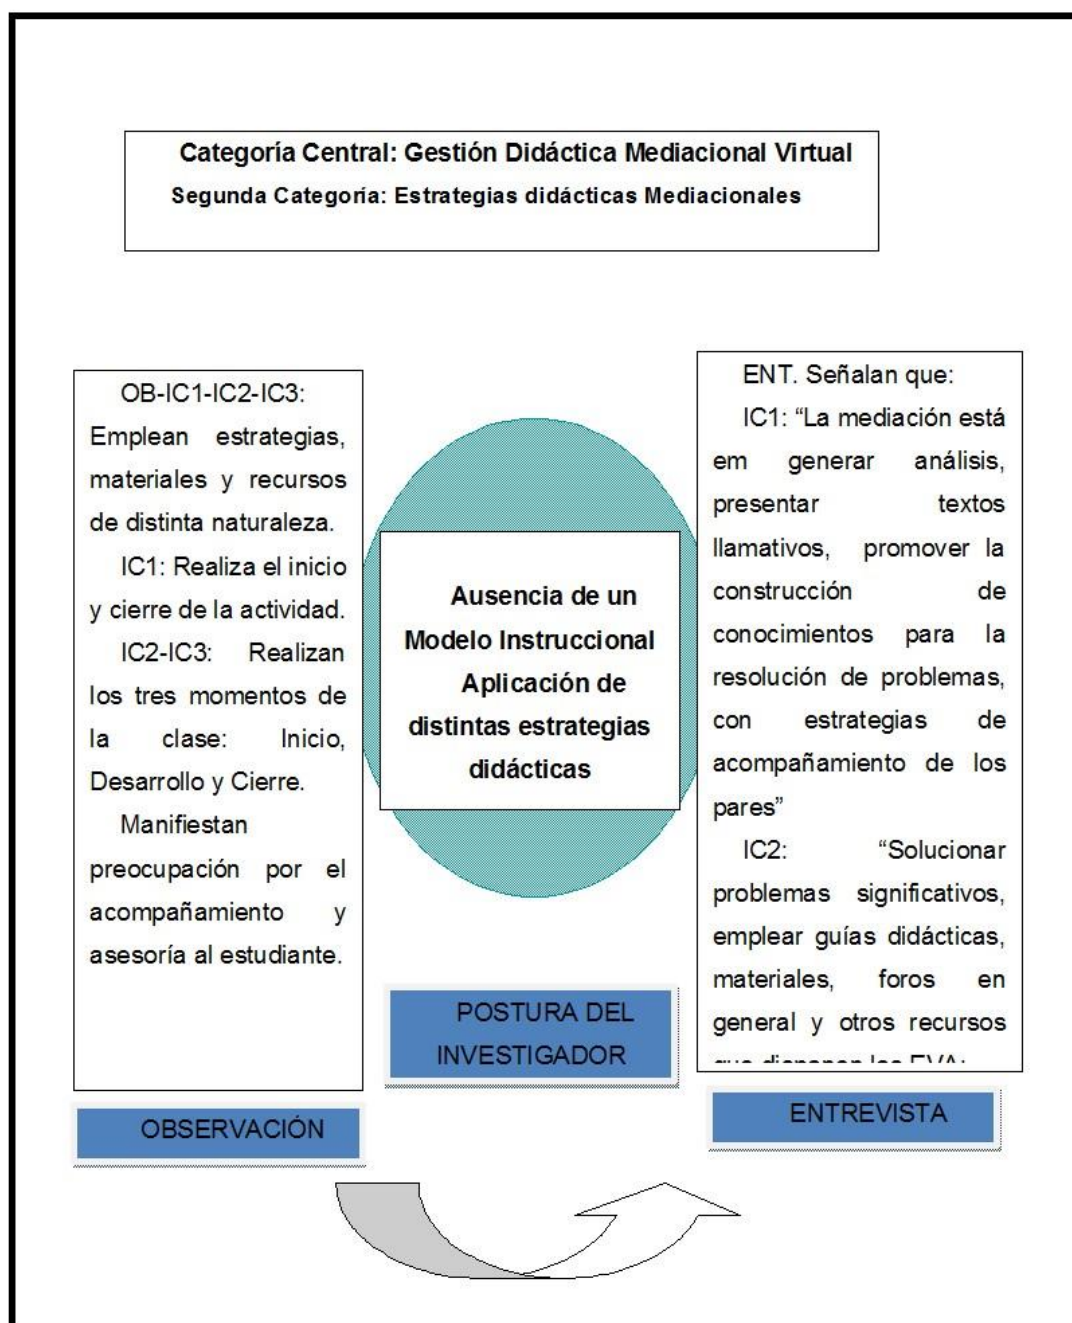 Categoría Central: Gestión Didáctica Mediacional Virtual
Segunda Categoría: Estrategias didácticas Mediacionales
OB-IC1-IC2-IC3:
Emplean estrategias,
materiales y recursos
de distinta naturaleza.
IC1: Realiza el inicio
y cierre de la actividad.
IC2-IC3: Realizan
los tres momentos de
la clase: Inicio,
Desarrollo y Cierre.
Manifiestan
preocupación por el
acompañamiento y
asesoría al estudiante.
OBSERVACIÓN
Ausencia de un
Modelo Instruccional
Aplicación de
distintas estrategias
didácticas
POSTURA DEL
INVESTIGADOR
ENT. Señalan que:
IC1: “La mediación está
em generar análisis,
presentar textos
llamativos, promover la
construcción de
conocimientos para la
resolución de problemas,
con estrategias de
acompañamiento de los
pares”
IC2: “Solucionar
problemas significativos,
emplear guías didácticas,
materiales, foros en
general y otros recursos
ENTREVISTA